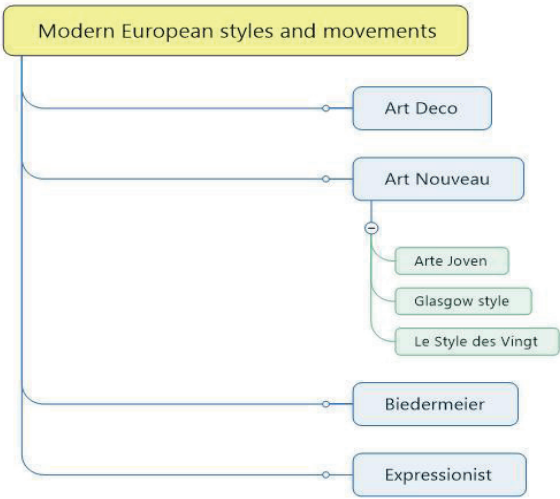 Modern European styles and movements
Art Deco
Art Nouveau
Arte Joven
Glasgow style
Le Style des Vingt
Biedermeier
Expressionist